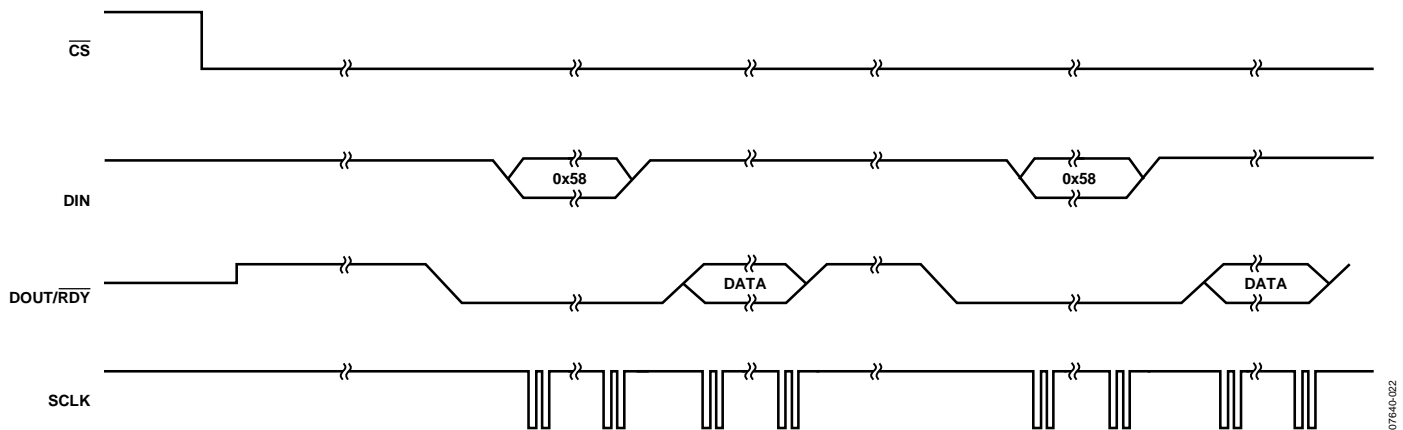 CS
DIN
0x58
0x58
DOUT/RDY
DATA
DATA
SCLK
07640-022